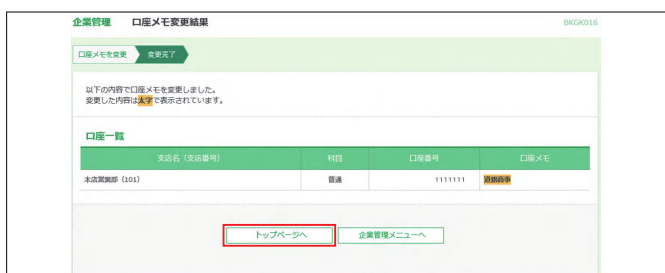 企業管理 口座メモ変更結果 BKGK016
口座メモを変更 変更完了
以下の内容で口座メモを変更しました。
変更した内容は太字で表示されています。
口座一覧
支店名（支店番号） 科目 口座番号 口座メモ
本店営業部（101） 普通 1111111 道銀商事
トップページへ 企業管理メニューへ